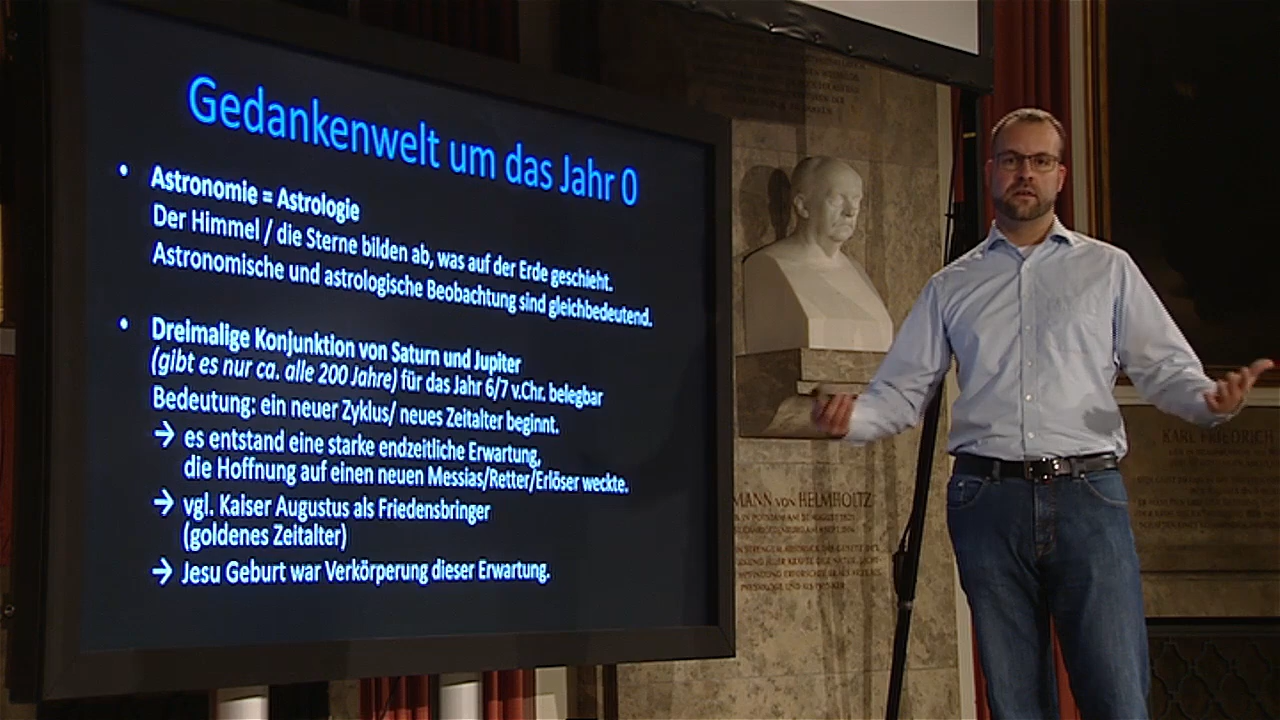 Gedankenwelt um das Jahr 0
• Astronomie = Astrologie
Der Himmel / die Sterne bilden ab, was auf der Erde geschieht.
Astronomische und astrologische Beobachtung sind gleichbedeutend.
• Dreimalige Konjunktion von Saturn und Jupiter
(gibt es nur ca. alle 200 Jahre) für das Jahr 6/7 v.Chr. belegbar
Bedeutung: ein neuer Zyklus/ neues Zeitalter beginnt.
→ es entstand eine starke endzeitliche Erwartung,
die Hoffnung auf einen neuen Messias/Retter/Erlöser weckte.
→ vgl. Kaiser Augustus als Friedensbringer
(goldenes Zeitalter)
→ Jesu Geburt war Verkörperung dieser Erwartung.
MANN VON HELMHOLTZ
KARL FRIEDRICH